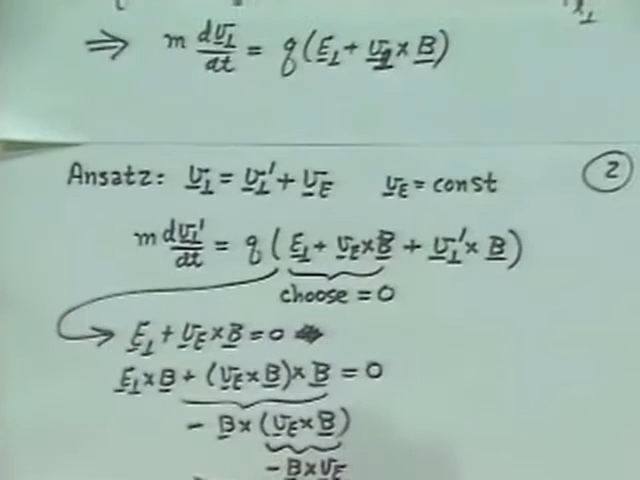 ⇒ m dv⊥/dt = q(E⊥ + v⊥ × B)
Ansatz: v⊥ = v⊥' + vE vE = const ②
m dv⊥'/dt = q(E⊥ + vE × B + v⊥' × B)
choose = 0
→ E⊥ + vE × B = 0
E⊥ × B + (vE × B) × B = 0
- B × (vE × B)
- B × vE